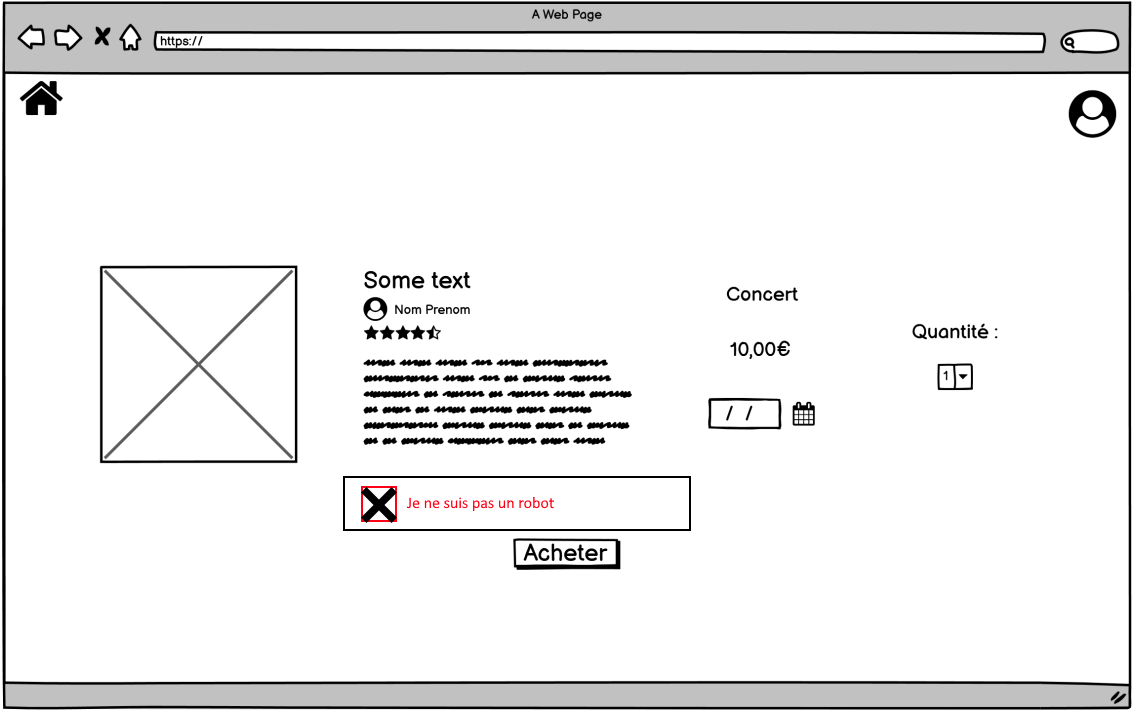 A Web Page
https://
Some text
Nom Prenom
Concert
10,00€
/ /
Quantité :
1
Je ne suis pas un robot
Acheter